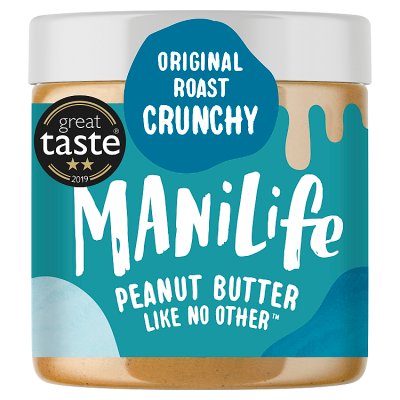 ORIGINAL
ROAST
CRUNCHY
great
taste®
★★
2019
MANiLife
PEANUT BUTTER
LIKE NO OTHER™